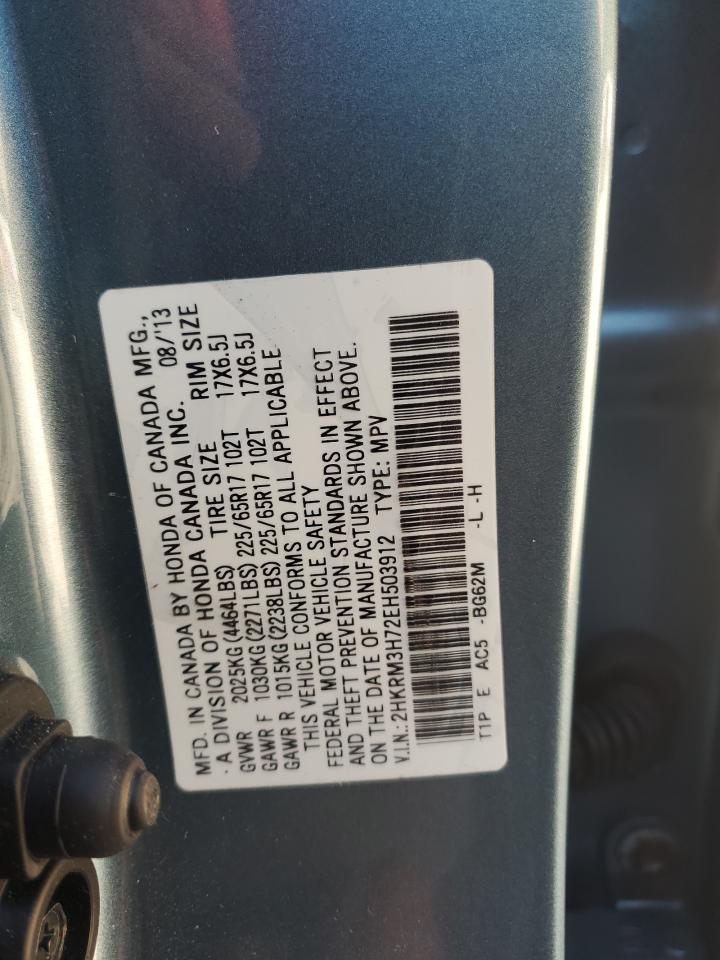 MFD. IN CANADA BY HONDA OF CANADA MFG.,
- A DIVISION OF HONDA CANADA INC. 08/'13
GVWR 2025KG(4464LBS) TIRE SIZE RIM SIZE
GAWR F 1030KG(2271LBS) 225/65R17 102T 17X6.5J
GAWR R 1015KG(2238LBS) 225/65R17 102T 17X6.5J
THIS VEHICLE CONFORMS TO ALL APPLICABLE
FEDERAL MOTOR VEHICLE SAFETY
AND THEFT PREVENTION STANDARDS IN EFFECT
ON THE DATE OF MANUFACTURE SHOWN ABOVE.
V.I.N.: 2HKRM3H72EH503912 TYPE: MPV
T1P E AC5 -BG62M -L -H